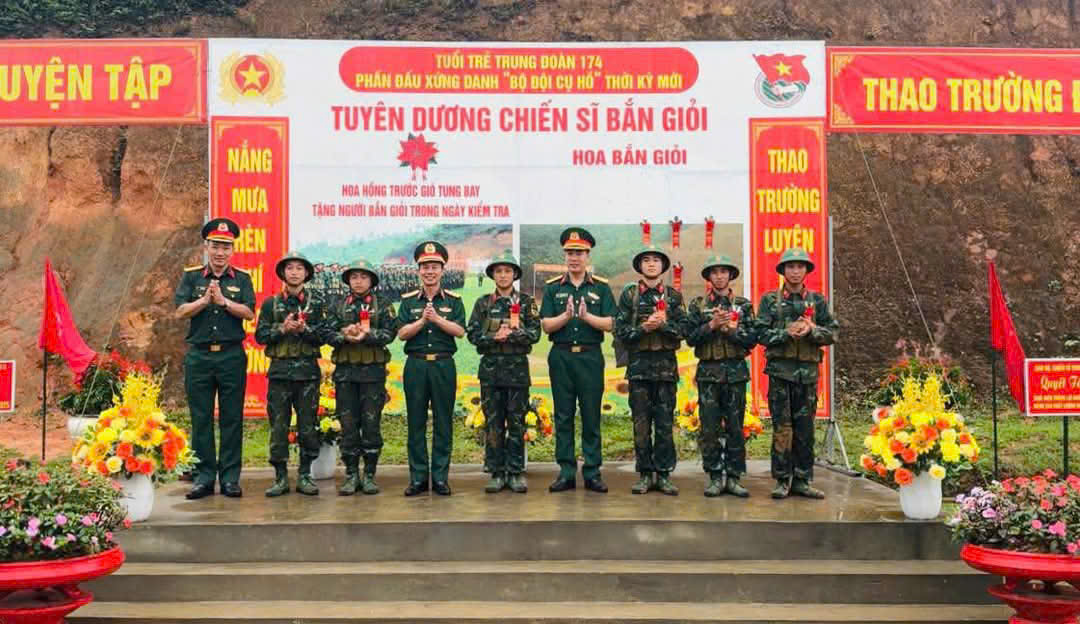 UYỆN TẬP
TUỔI TRẺ TRUNG ĐOÀN 174
PHẤN ĐẤU XỨNG DANH "BỘ ĐỘI CỤ HỒ" THỜI KỲ MỚI
TUYÊN DƯƠNG CHIẾN SĨ BẮN GIỎI
HOA BẮN GIỎI
HOA HỒNG TRƯỚC GIÓ TUNG BAY
TẶNG NGƯỜI BẮN GIỎI TRONG NGÀY KIỂM TRA
NẮNG
MƯA
THAO
TRƯỜNG
LUYỆN
THAO TRƯỜNG
Quyết